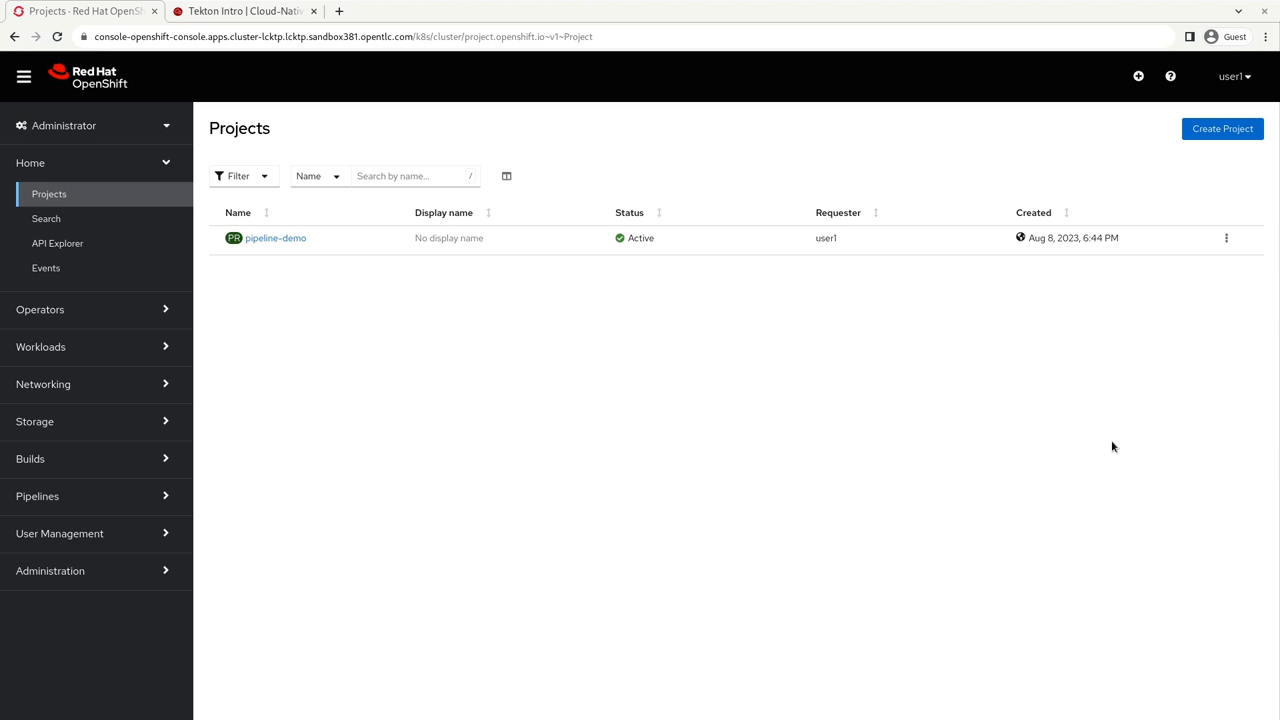 Projects · Red Hat OpenSh
Tekton Intro | Cloud-Nativ
console-openshift-console.apps.cluster-lcktp.lcktp.sandbox381.opentlc.com/k8s/cluster/project.openshift.io~v1~Project
Guest
Red Hat
OpenShift
user1
Administrator
Home
Projects
Search
API Explorer
Events
Operators
Workloads
Networking
Storage
Builds
Pipelines
User Management
Administration
Projects
Create Project
Filter
Name
Search by name...
/
Name
Display name
Status
Requester
Created
PR pipeline-demo
No display name
Active
user1
Aug 8, 2023, 6:44 PM